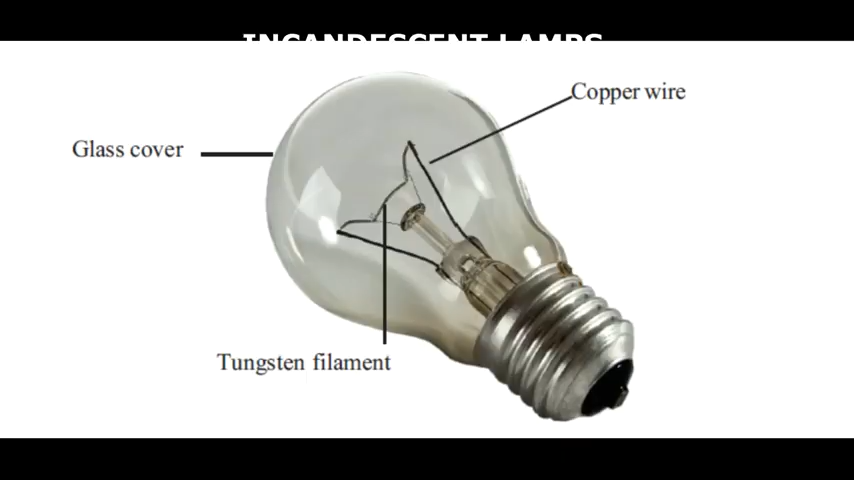 INCANDESCENT LAMPS
Copper wire
Glass cover
Tungsten filament